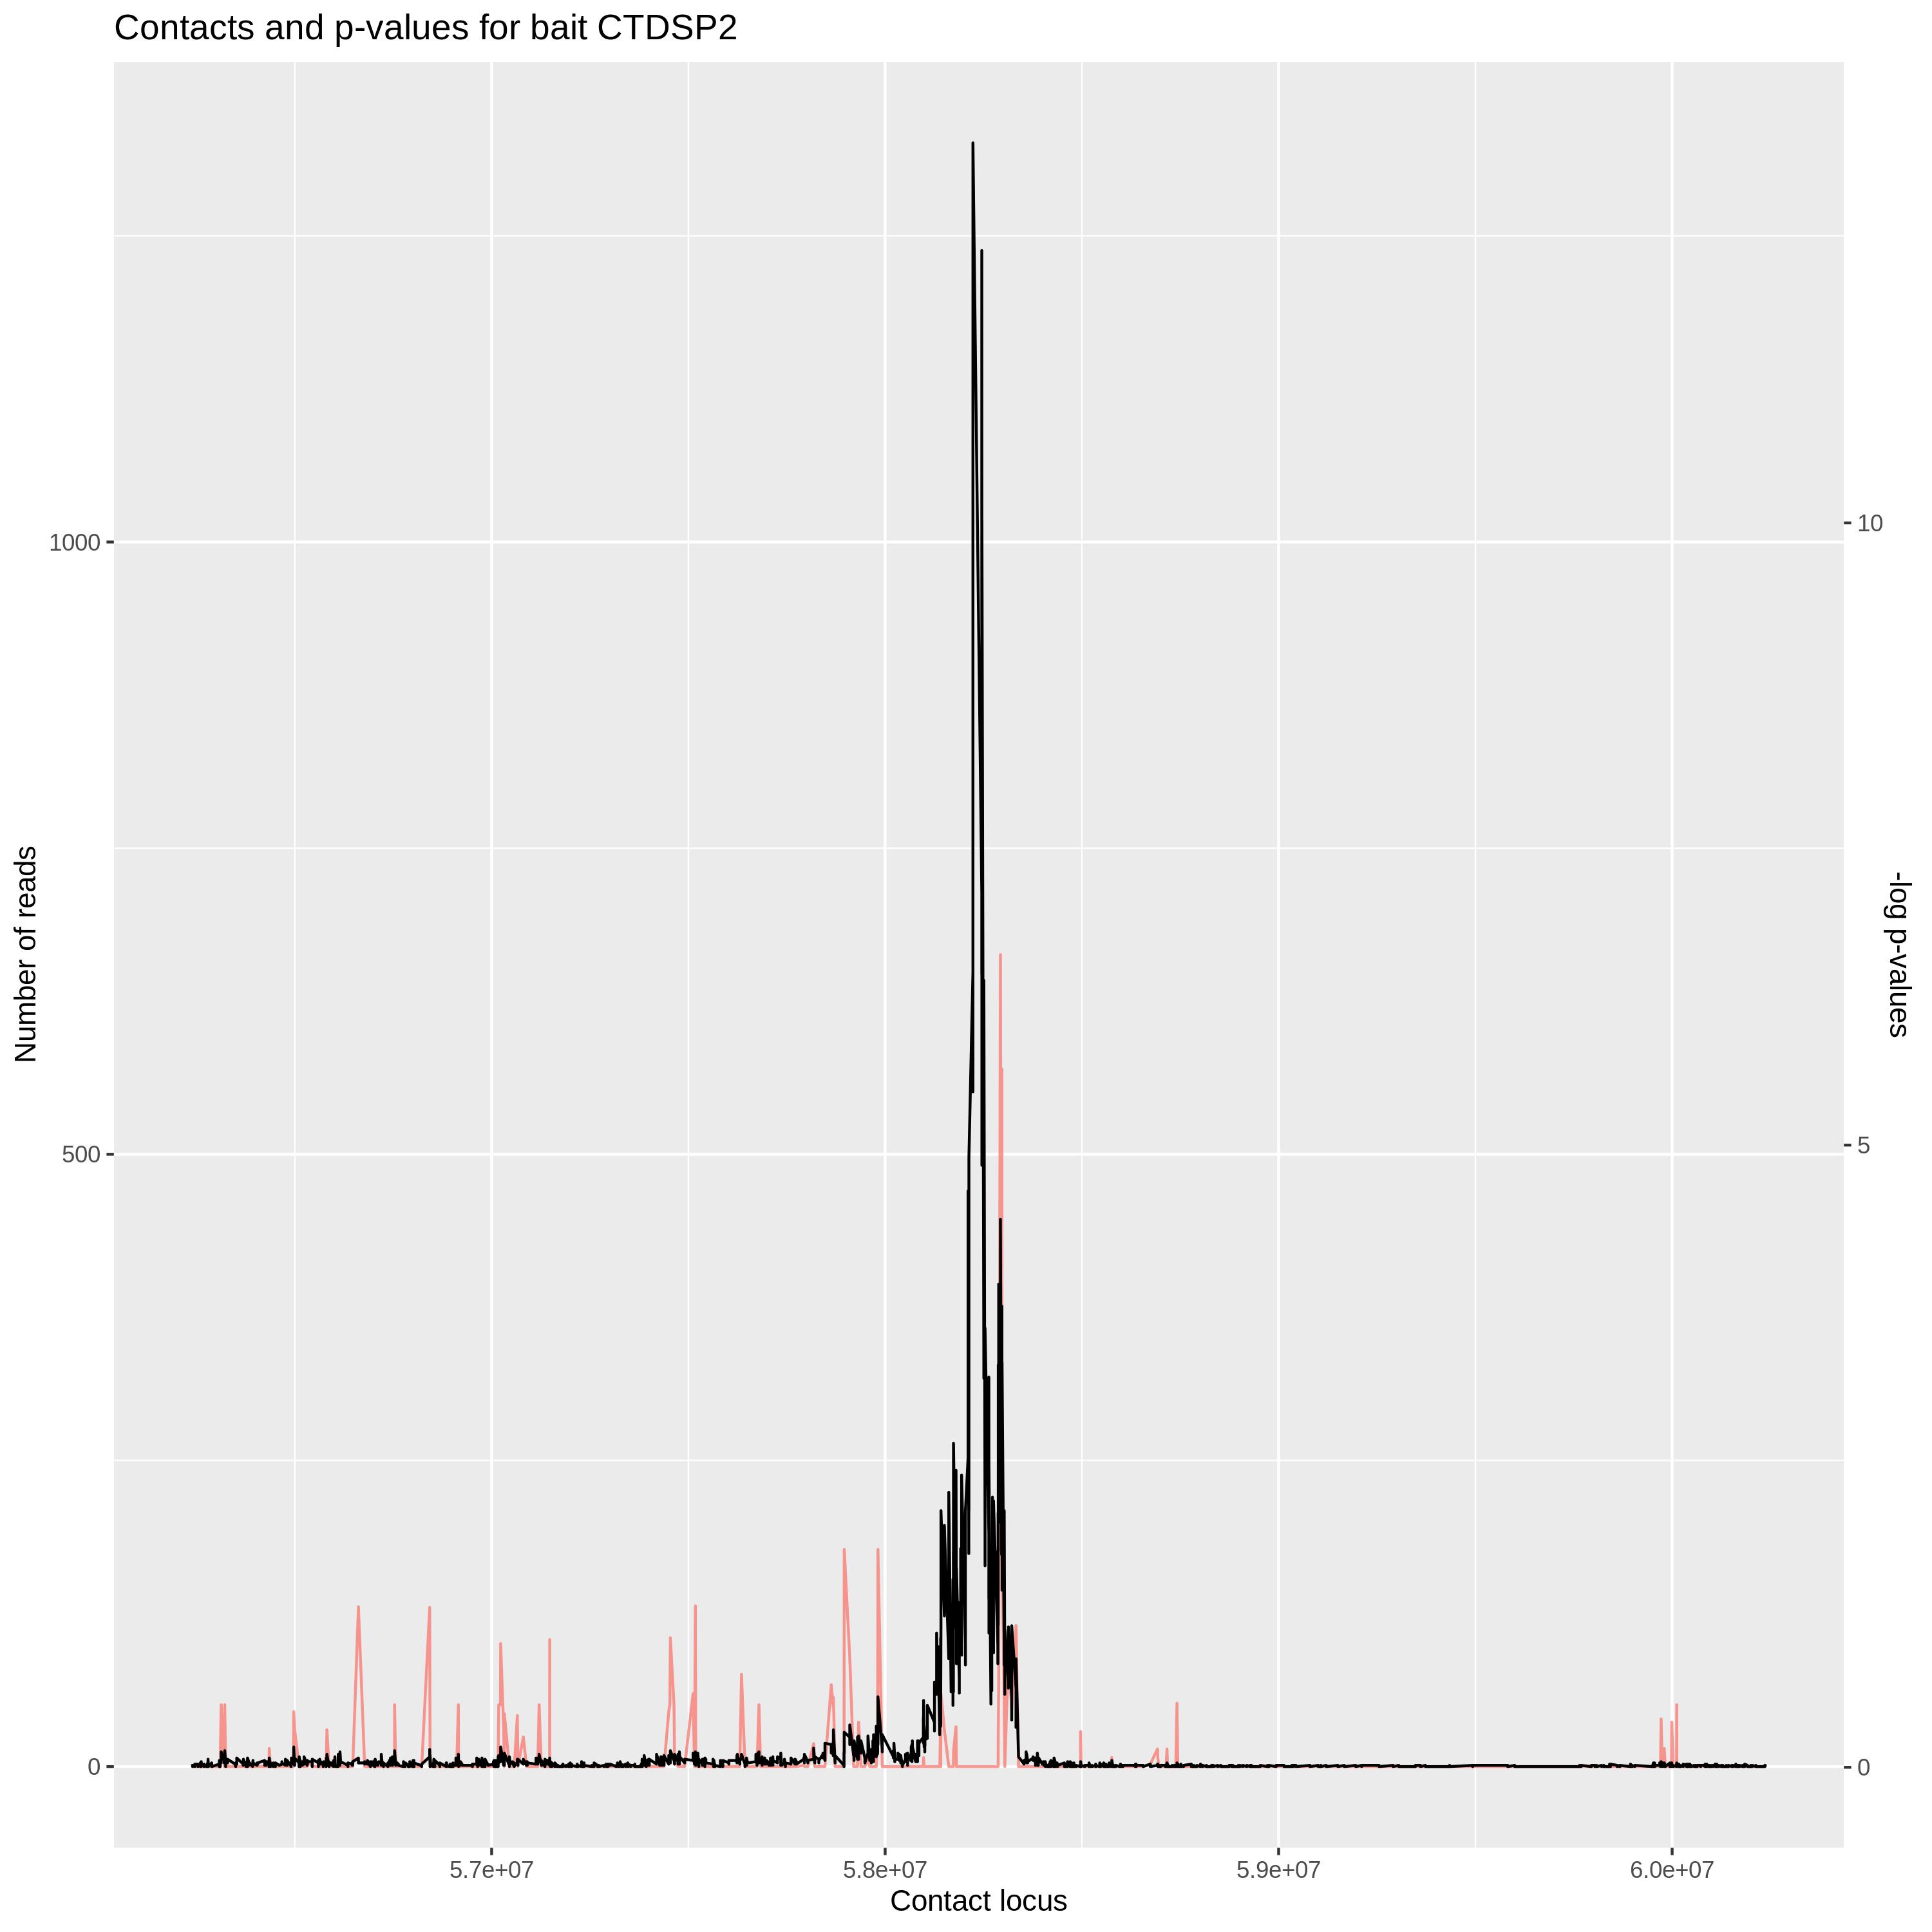 Contacts and p-values for bait CTDSP2
Number of reads
1000
500
0
10
5
0
-log p-values
5.7e+07 5.8e+07 5.9e+07 6.0e+07
Contact locus